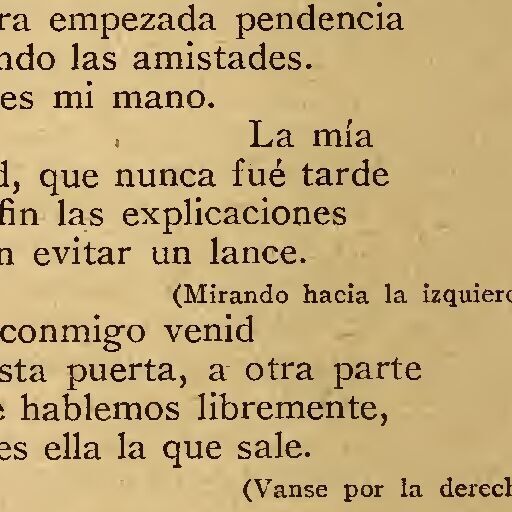 ra empezada pendencia
ndo las amistades.
es mi mano.
La mía
d, que nunca fué tarde
fin las explicaciones
n evitar un lance.
(Mirando hacia la izquierd
conmigo venid
sta puerta, a otra parte
e hablemos libremente,
es ella la que sale.
(Vanse por la derech